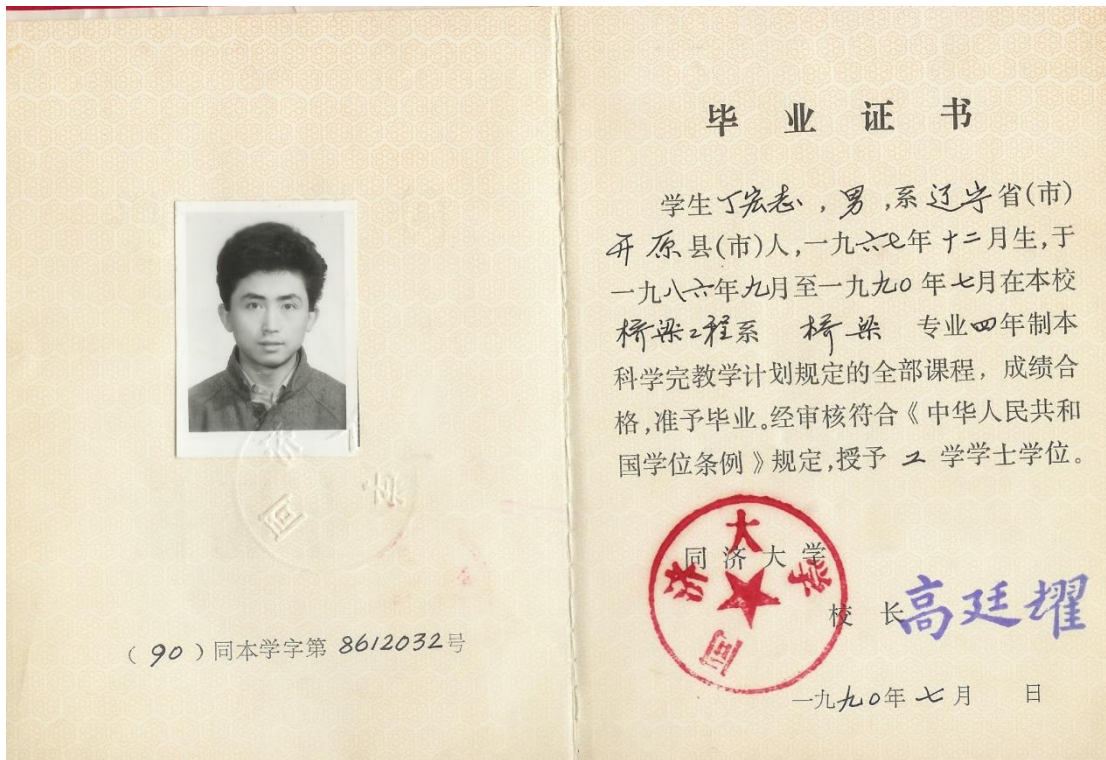 （90）同本学字第8612032号
毕业证书
学生丁宏志,男,系辽宁省(市)
开原县(市)人,一九六七年十二月生,于
一九八六年九月至一九九0年七月在本校
桥梁工程系 桥梁 专业四年制本
科学完教学计划规定的全部课程，成绩合
格,准予毕业。经审核符合《中华人民共和
国学位条例》规定,授予 工 学学士学位。
同济大学
同济大学
校 长 高廷耀
一九九0年七月 日